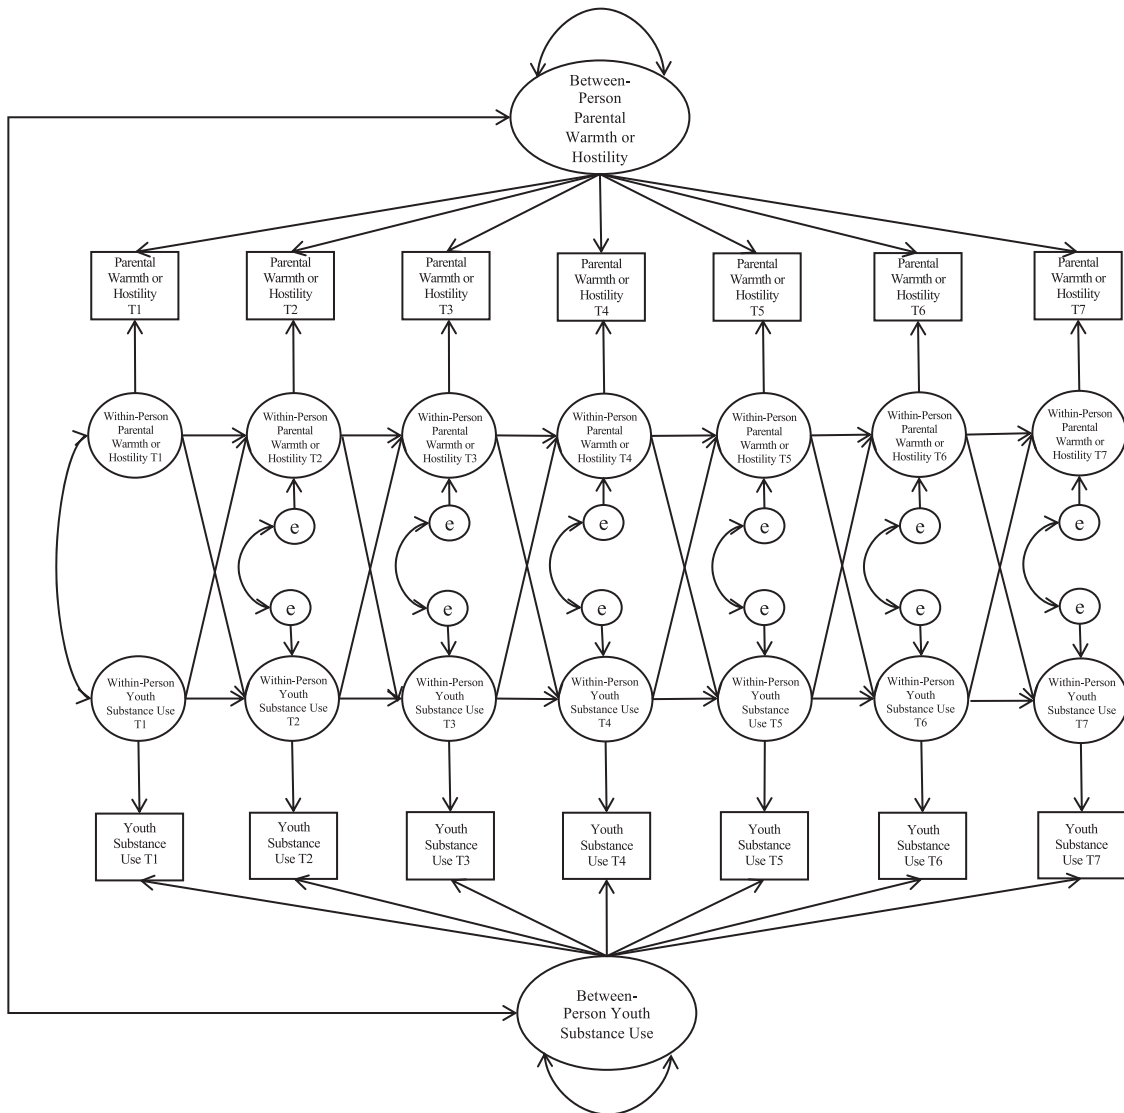 Between-
Person
Parental
Warmth or
Hostility
Parental
Warmth or
Hostility
T1
Parental
Warmth or
Hostility
T2
Parental
Warmth or
Hostility
T3
Parental
Warmth or
Hostility
T4
Parental
Warmth or
Hostility
T5
Parental
Warmth or
Hostility
T6
Parental
Warmth or
Hostility
T7
Within-Person
Parental
Warmth or
Hostility T1
Within-Person
Parental
Warmth or
Hostility T2
Within-Person
Parental
Warmth or
Hostility T3
Within-Person
Parental
Warmth or
Hostility T4
Within-Person
Parental
Warmth or
Hostility T5
Within-Person
Parental
Warmth or
Hostility T6
Within-Person
Parental
Warmth or
Hostility T7
e
e
e
e
e
e
e
e
e
e
e
e
Within-Person
Youth
Substance Use
T1
Within-Person
Youth
Substance Use
T2
Within-Person
Youth
Substance Use
T3
Within-Person
Youth
Substance Use
T4
Within-Person
Youth
Substance
Use T5
Within-Person
Youth
Substance Use
T6
Within-Person
Youth
Substance Use
T7
Youth
Substance
Use T1
Youth
Substance
Use T2
Youth
Substance
Use T3
Youth
Substance
Use T4
Youth
Substance
Use T5
Youth
Substance
Use T6
Youth
Substance
Use T7
Between-
Person Youth
Substance Use